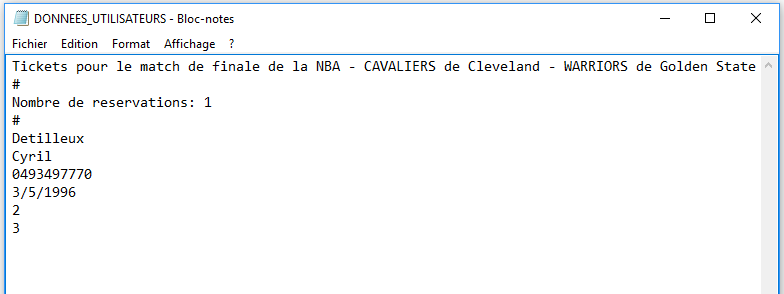 DONNEES_UTILISATEURS - Bloc-notes
Fichier Edition Format Affichage ?
Tickets pour le match de finale de la NBA - CAVALIERS de Cleveland - WARRIORS de Golden State
#
Nombre de reservations: 1
#
Detilleux
Cyril
0493497770
3/5/1996
2
3